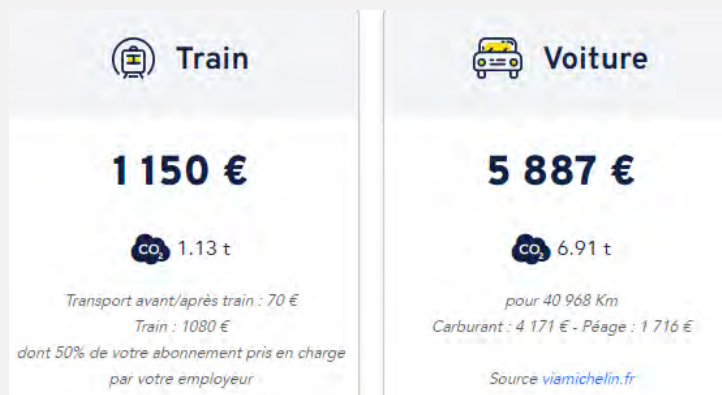 Train
1 150 €
CO2 1.13 t
Transport avant/après train : 70 €
Train : 1080 €
dont 50% de votre abonnement pris en charge
par votre employeur
Voiture
5 887 €
CO2 6.91 t
pour 40 968 Km
Carburant : 4 171 € - Péage : 1 716 €
Source viamichelin.fr